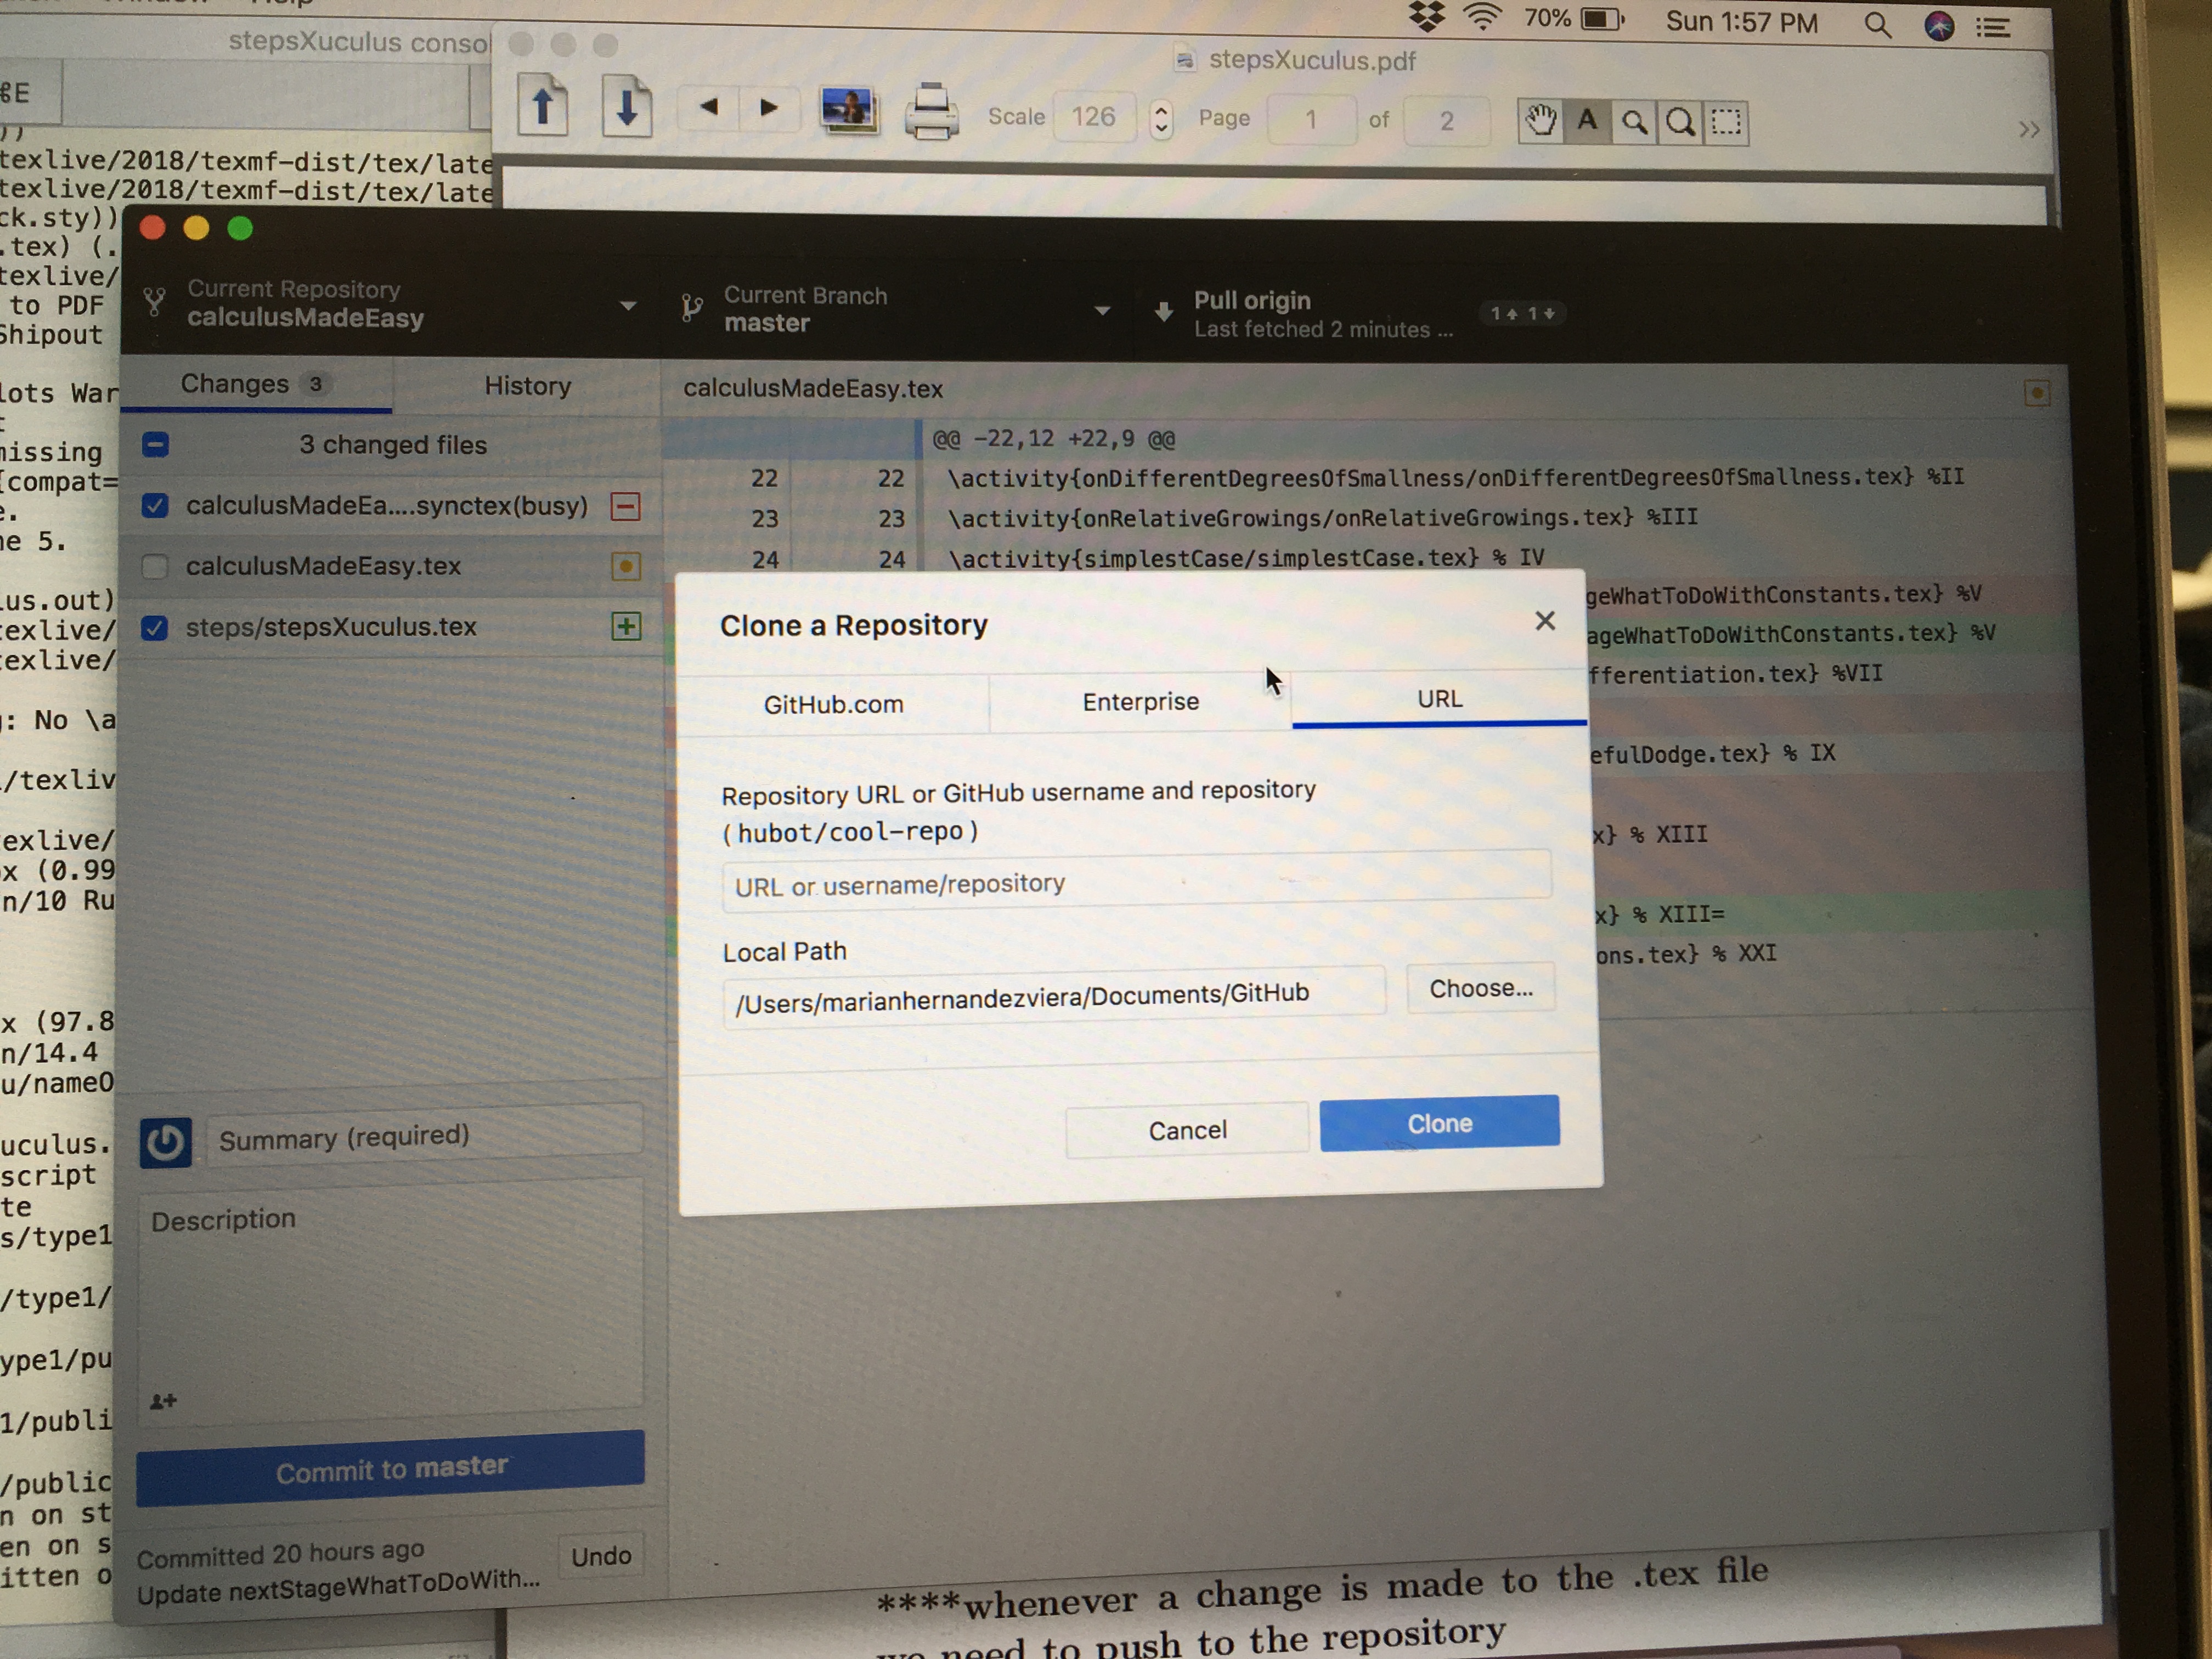 Help
70%
Sun 1:57 PM
stepsXuculus conso
stepsXuculus.pdf
⌘E
Scale
126
Page
1
of
2
A
»
))
texlive/2018/texmf-dist/tex/late
texlive/2018/texmf-dist/tex/late
ck.sty))
.tex) (.
texlive/
to PDF
Shipout
lots War
missing
[compat=
e.
ne 5.
lus.out)
texlive/
texlive/
: No \a
/texliv
exlive/
x (0.99
n/10 Ru
x (97.8
n/14.4
u/nameO
uculus.
script
te
s/type1
/type1/
ype1/pu
1/publi
/public
n on st
en on s
itten o
Current Repository
calculusMadeEasy
Current Branch
master
Pull origin
Last fetched 2 minutes ...
1 1
Changes 3
History
3 changed files
calculusMadeEa....synctex(busy)
calculusMadeEasy.tex
steps/stepsXuculus.tex
calculusMadeEasy.tex
@@ -22,12 +22,9 @@
22 22 \activity{onDifferentDegreesOfSmallness/onDifferentDegreesOfSmallness.tex} %II
23 23 \activity{onRelativeGrowings/onRelativeGrowings.tex} %III
24 24 \activity{simplestCase/simplestCase.tex} % IV
geWhatToDoWithConstants.tex} %V
ageWhatToDoWithConstants.tex} %V
fferentiation.tex} %VII
efulDodge.tex} % IX
x} % XIII
x} % XIII=
ons.tex} % XXI
Clone a Repository
×
GitHub.com
Enterprise
URL
Repository URL or GitHub username and repository
(hubot/cool-repo)
URL or username/repository
Local Path
/Users/marianhernandezviera/Documents/GitHub
Choose...
Cancel
Clone
Summary (required)
Description
Commit to master
Committed 20 hours ago
Update nextStageWhatToDoWith...
Undo
****whenever a change is made to the .tex file
we need to push to the repository